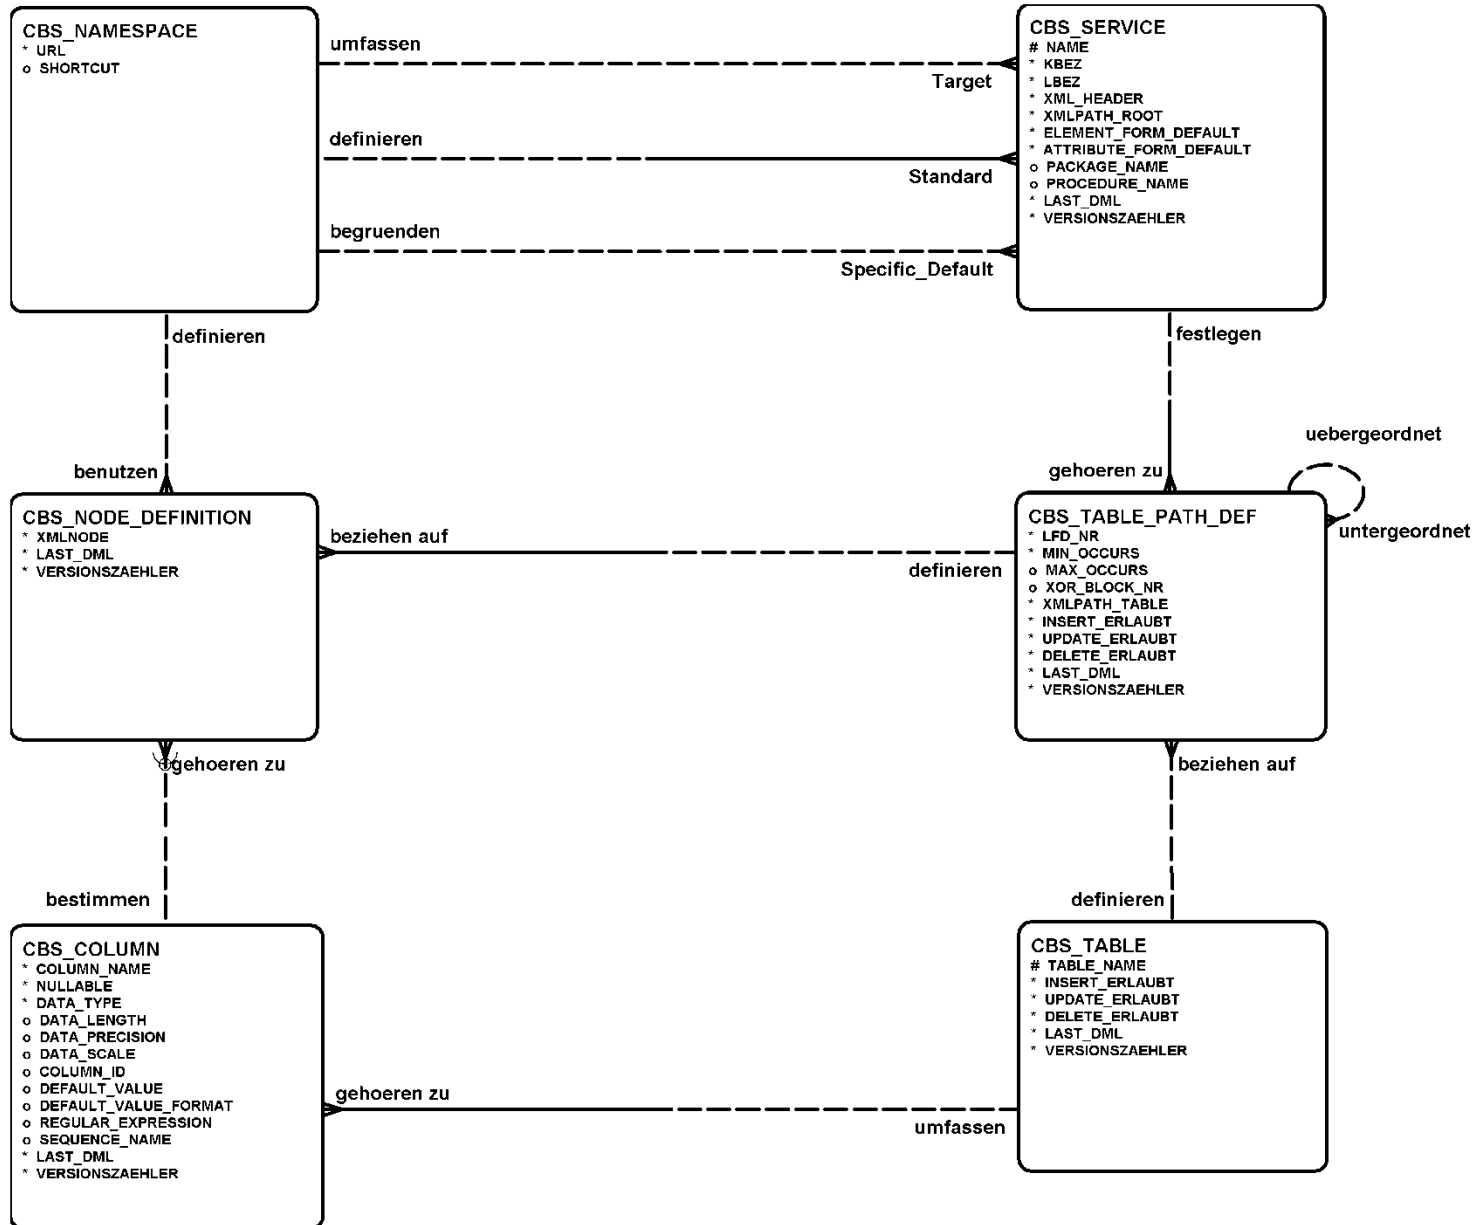 CBS_NAMESPACE
* URL
o SHORTCUT
umfassen
Target
definieren
Standard
begruenden
Specific_Default
CBS_SERVICE
# NAME
* KBEZ
* LBEZ
* XML_HEADER
* XMLPATH_ROOT
* ELEMENT_FORM_DEFAULT
* ATTRIBUTE_FORM_DEFAULT
o PACKAGE_NAME
o PROCEDURE_NAME
* LAST_DML
* VERSIONSZAEHLER
definieren
benutzen
festlegen
gehoeren zu
uebergeordnet
untergeordnet
CBS_NODE_DEFINITION
* XMLNODE
* LAST_DML
* VERSIONSZAEHLER
beziehen auf
definieren
CBS_TABLE_PATH_DEF
* LFD_NR
* MIN_OCCURS
o MAX_OCCURS
o XOR_BLOCK_NR
* XMLPATH_TABLE
* INSERT_ERLAUBT
* UPDATE_ERLAUBT
* DELETE_ERLAUBT
* LAST_DML
* VERSIONSZAEHLER
gehoeren zu
bestimmen
beziehen auf
definieren
CBS_COLUMN
* COLUMN_NAME
* NULLABLE
* DATA_TYPE
o DATA_LENGTH
o DATA_PRECISION
o DATA_SCALE
o COLUMN_ID
o DEFAULT_VALUE
o DEFAULT_VALUE_FORMAT
o REGULAR_EXPRESSION
o SEQUENCE_NAME
* LAST_DML
* VERSIONSZAEHLER
gehoeren zu
umfassen
CBS_TABLE
# TABLE_NAME
* INSERT_ERLAUBT
* UPDATE_ERLAUBT
* DELETE_ERLAUBT
* LAST_DML
* VERSIONSZAEHLER